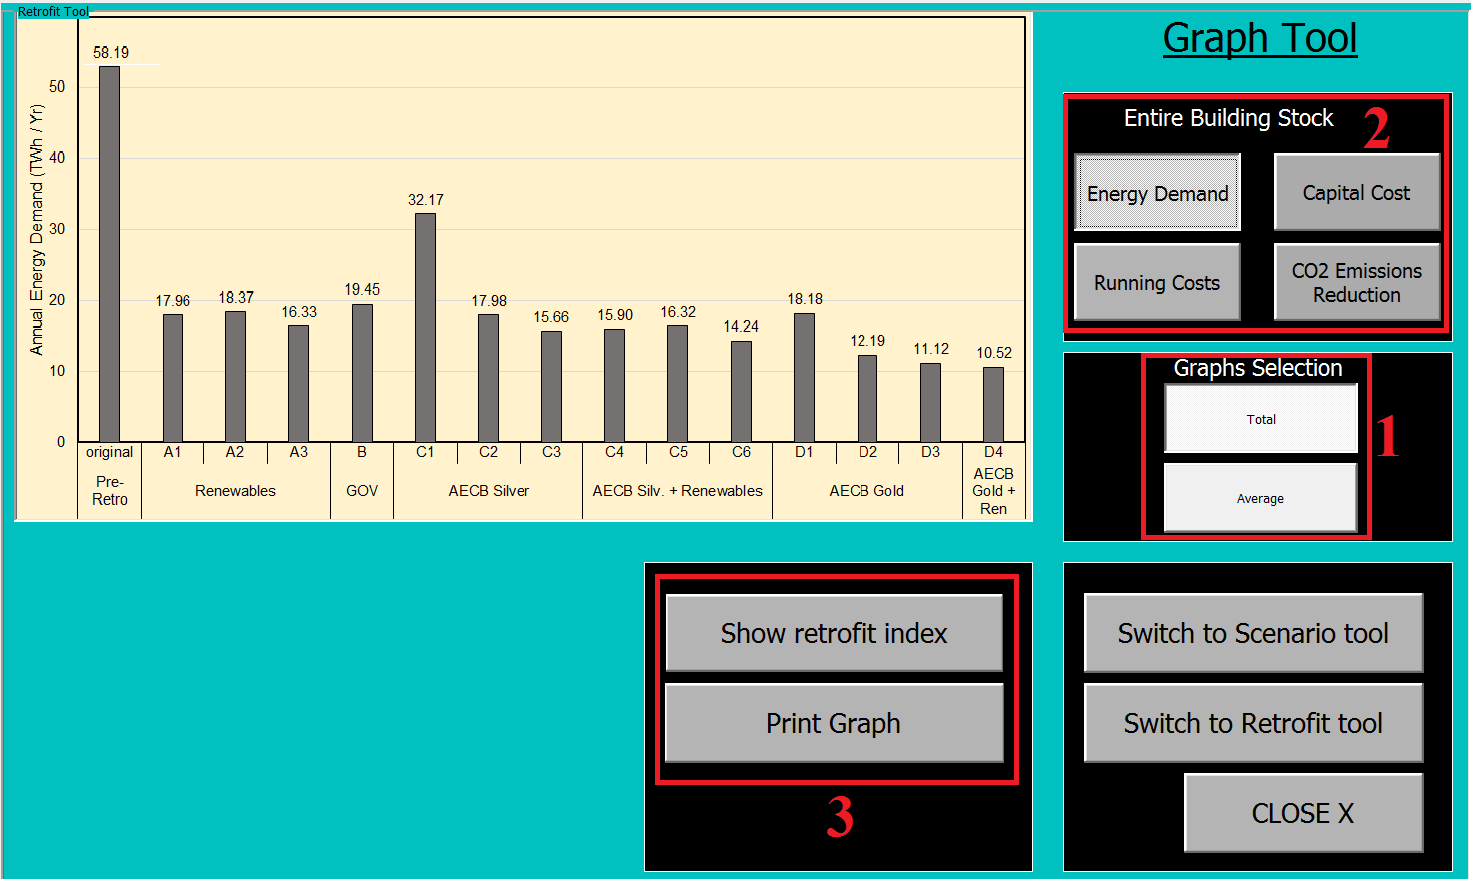 Retrofit Tool
Graph Tool
58.19
50
40
30
20
10
0
Annual Energy Demand (TWh / Yr)
17.96
18.37
16.33
19.45
32.17
17.98
15.66
15.90
16.32
14.24
18.18
12.19
11.12
10.52
original A1 A2 A3 B C1 C2 C3 C4 C5 C6 D1 D2 D3 D4
Pre-
Retro
Renewables
GOV
AECB Silver
AECB Silv. + Renewables
AECB Gold
AECB
Gold +
Ren
Entire Building Stock
2
Energy Demand
Capital Cost
Running Costs
CO2 Emissions
Reduction
Graphs Selection
Total
1
Average
Show retrofit index
Print Graph
3
Switch to Scenario tool
Switch to Retrofit tool
CLOSE X